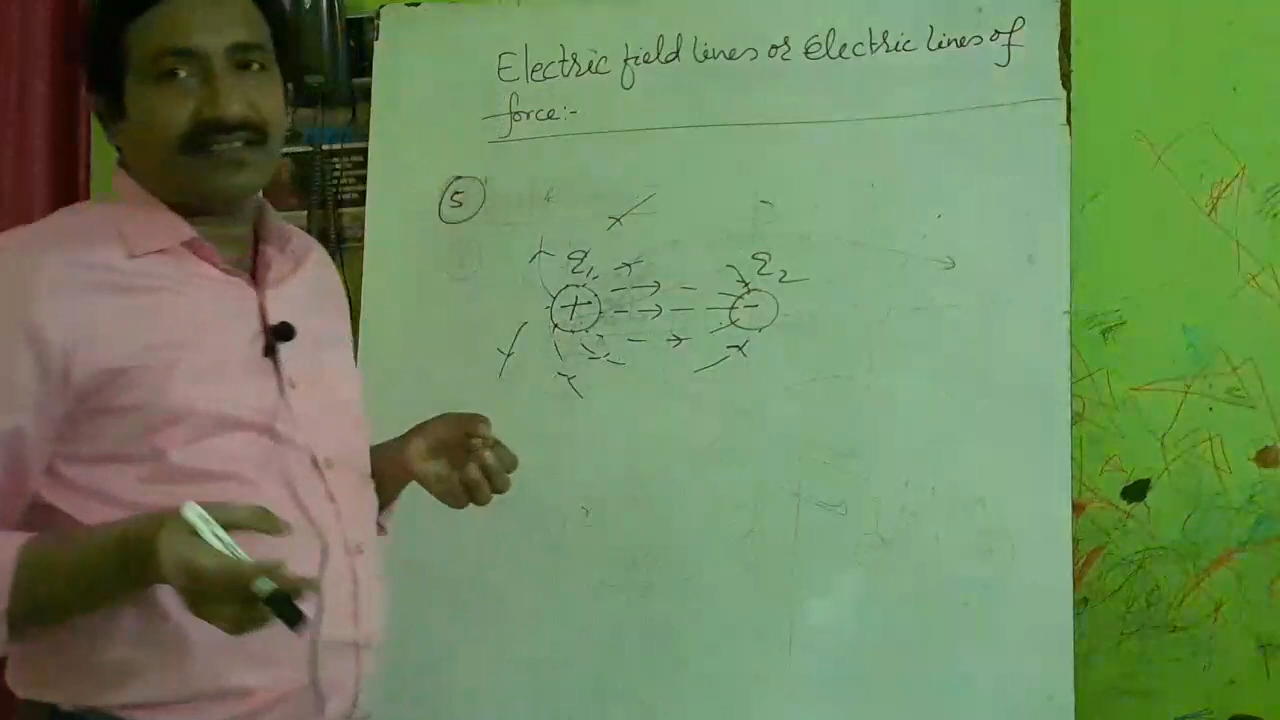 Electric field lines or Electric lines of
force:-
5
q1 q2
+ -